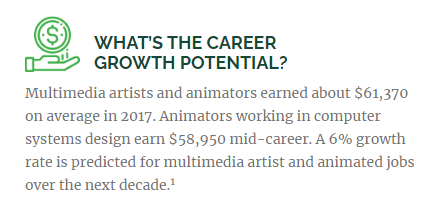 $
WHAT'S THE CAREER
GROWTH POTENTIAL?
Multimedia artists and animators earned about $61,370
on average in 2017. Animators working in computer
systems design earn $58,950 mid-career. A 6% growth
rate is predicted for multimedia artist and animated jobs
over the next decade.¹